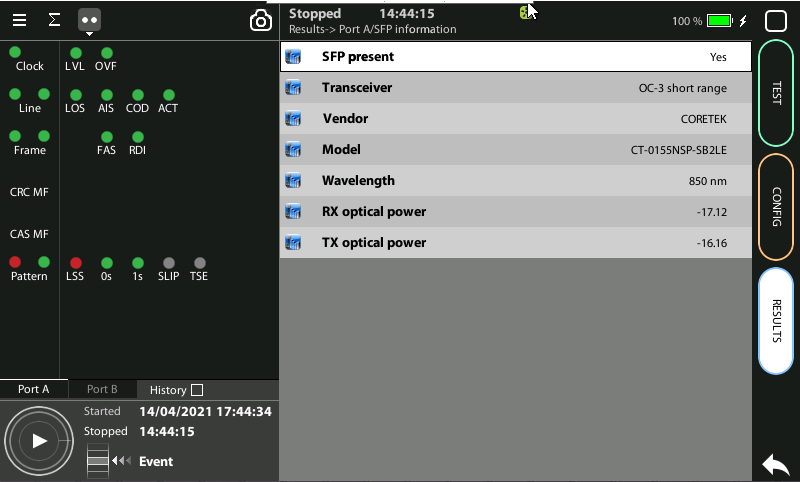 Stopped 14:44:15
Results-> Port A/SFP information
100 %
Clock LVL OVF
Line LOS AIS COD ACT
Frame FAS RDI
CRC MF
CAS MF
Pattern LSS 0s 1s SLIP TSE
SFP present Yes
Transceiver OC-3 short range
Vendor CORETEK
Model CT-0155NSP-SB2LE
Wavelength 850 nm
RX optical power -17.12
TX optical power -16.16
TEST
CONFIG
RESULTS
Port A Port B History
Started 14/04/2021 17:44:34
Stopped 14:44:15
Event